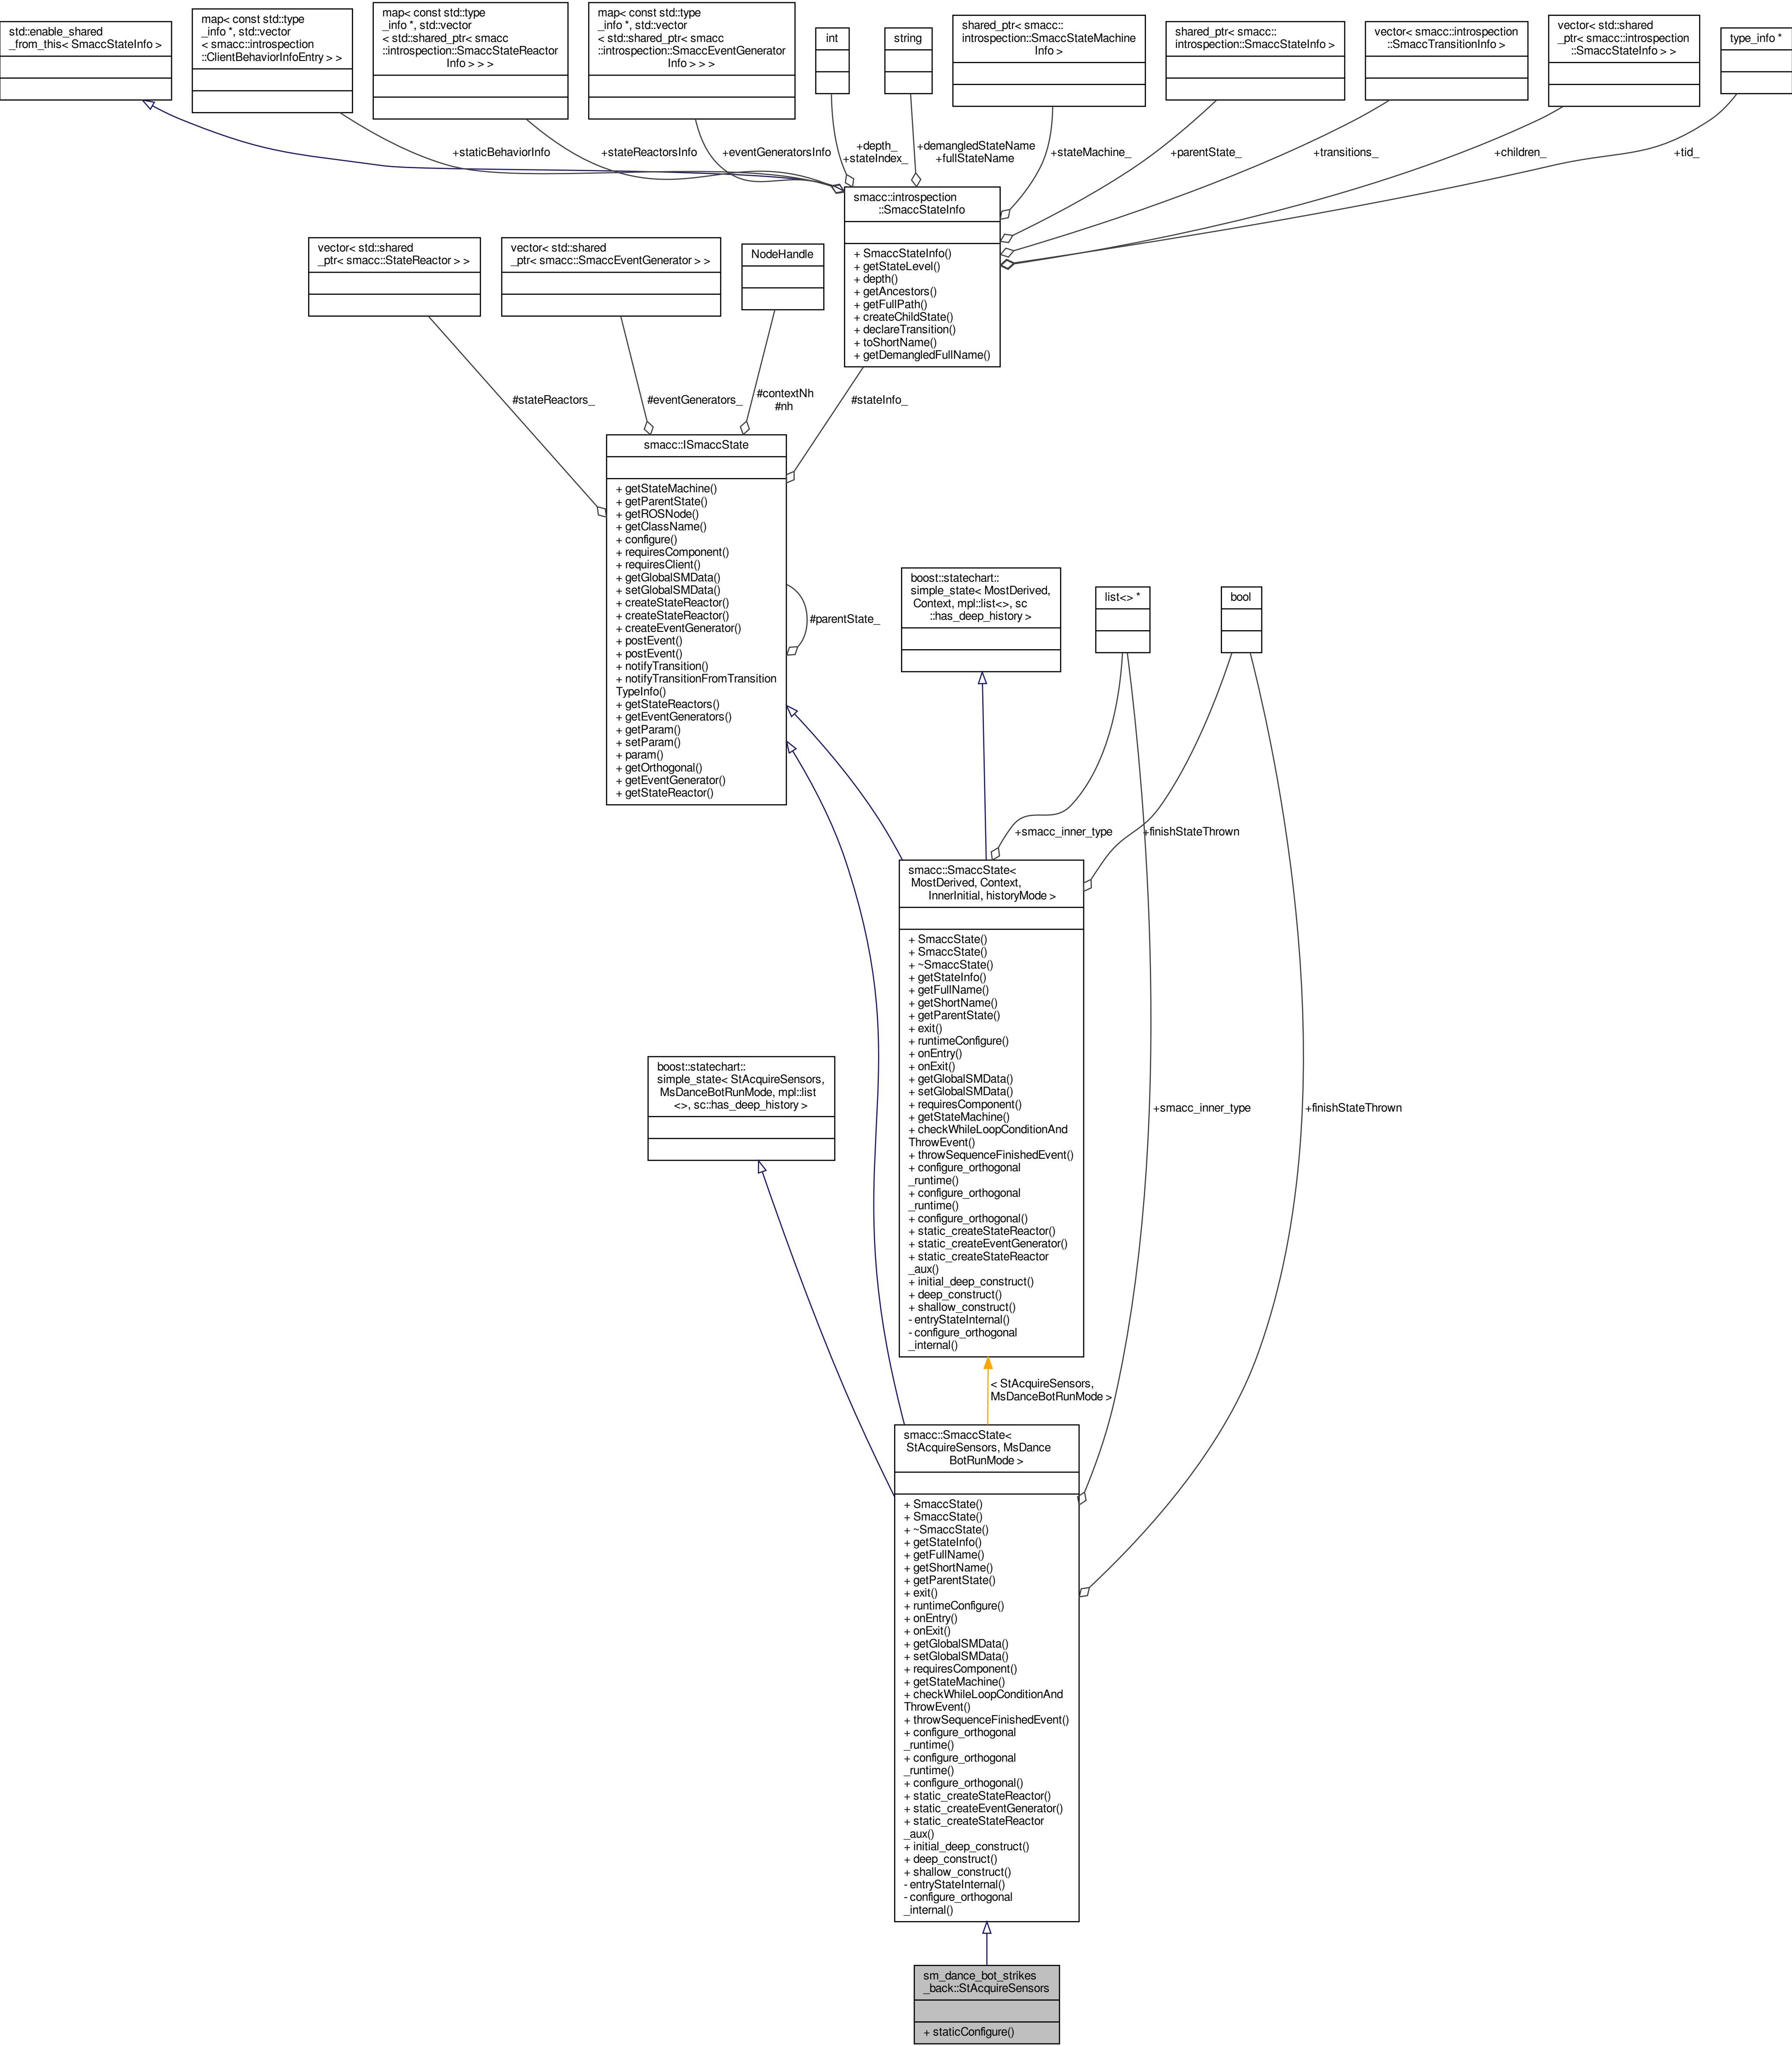 std::enable_shared
_from_this< SmaccStateInfo >
map< const std::type
_info *, std::vector
< smacc::introspection
::ClientBehaviorInfoEntry > >
map< const std::type
_info *, std::vector
< std::shared_ptr< smacc
::introspection::SmaccStateReactor
Info > > >
map< const std::type
_info *, std::vector
< std::shared_ptr< smacc
::introspection::SmaccEventGenerator
Info > > >
int
string
shared_ptr< smacc::
introspection::SmaccStateMachine
Info >
shared_ptr< smacc::
introspection::SmaccStateInfo >
vector< smacc::introspection
::SmaccTransitionInfo >
vector< std::shared
_ptr< smacc::introspection
::SmaccStateInfo > >
type_info *
+staticBehaviorInfo
+stateReactorsInfo
+eventGeneratorsInfo
+depth_
+stateIndex_
+demangledStateName
+fullStateName
+stateMachine_
+parentState_
+transitions_
+children_
+tid_
smacc::introspection
::SmaccStateInfo
+ SmaccStateInfo()
+ getStateLevel()
+ depth()
+ getAncestors()
+ getFullPath()
+ createChildState()
+ declareTransition()
+ toShortName()
+ getDemangledFullName()
vector< std::shared
_ptr< smacc::StateReactor > >
vector< std::shared
_ptr< smacc::SmaccEventGenerator > >
NodeHandle
#stateReactors_
#eventGenerators_
#contextNh
#nh
#stateInfo_
smacc::ISmaccState
+ getStateMachine()
+ getParentState()
+ getROSNode()
+ getClassName()
+ configure()
+ requiresComponent()
+ requiresClient()
+ getGlobalSMData()
+ setGlobalSMData()
+ createStateReactor()
+ createStateReactor()
+ createEventGenerator()
+ postEvent()
+ postEvent()
+ notifyTransition()
+ notifyTransitionFromTransition
TypeInfo()
+ getStateReactors()
+ getEventGenerators()
+ getParam()
+ setParam()
+ param()
+ getOrthogonal()
+ getEventGenerator()
+ getStateReactor()
#parentState_
boost::statechart::
simple_state< MostDerived,
Context, mpl::list<>, sc
::has_deep_history >
list<> *
bool
+smacc_inner_type
+finishStateThrown
smacc::SmaccState<
MostDerived, Context,
InnerInitial, historyMode >
+ SmaccState()
+ SmaccState()
+ ~SmaccState()
+ getStateInfo()
+ getFullName()
+ getShortName()
+ getParentState()
+ exit()
+ runtimeConfigure()
+ onEntry()
+ onExit()
+ getGlobalSMData()
+ setGlobalSMData()
+ requiresComponent()
+ getStateMachine()
+ checkWhileLoopConditionAnd
ThrowEvent()
+ throwSequenceFinishedEvent()
+ configure_orthogonal
_runtime()
+ configure_orthogonal
_runtime()
+ configure_orthogonal()
+ static_createStateReactor()
+ static_createEventGenerator()
+ static_createStateReactor
_aux()
+ initial_deep_construct()
+ deep_construct()
+ shallow_construct()
- entryStateInternal()
- configure_orthogonal
_internal()
boost::statechart::
simple_state< StAcquireSensors,
MsDanceBotRunMode, mpl::list
<>, sc::has_deep_history >
+smacc_inner_type
+finishStateThrown
< StAcquireSensors,
MsDanceBotRunMode >
smacc::SmaccState<
StAcquireSensors, MsDance
BotRunMode >
+ SmaccState()
+ SmaccState()
+ ~SmaccState()
+ getStateInfo()
+ getFullName()
+ getShortName()
+ getParentState()
+ exit()
+ runtimeConfigure()
+ onEntry()
+ onExit()
+ getGlobalSMData()
+ setGlobalSMData()
+ requiresComponent()
+ getStateMachine()
+ checkWhileLoopConditionAnd
ThrowEvent()
+ throwSequenceFinishedEvent()
+ configure_orthogonal
_runtime()
+ configure_orthogonal
_runtime()
+ configure_orthogonal()
+ static_createStateReactor()
+ static_createEventGenerator()
+ static_createStateReactor
_aux()
+ initial_deep_construct()
+ deep_construct()
+ shallow_construct()
- entryStateInternal()
- configure_orthogonal
_internal()
sm_dance_bot_strikes
_back::StAcquireSensors
+ staticConfigure()